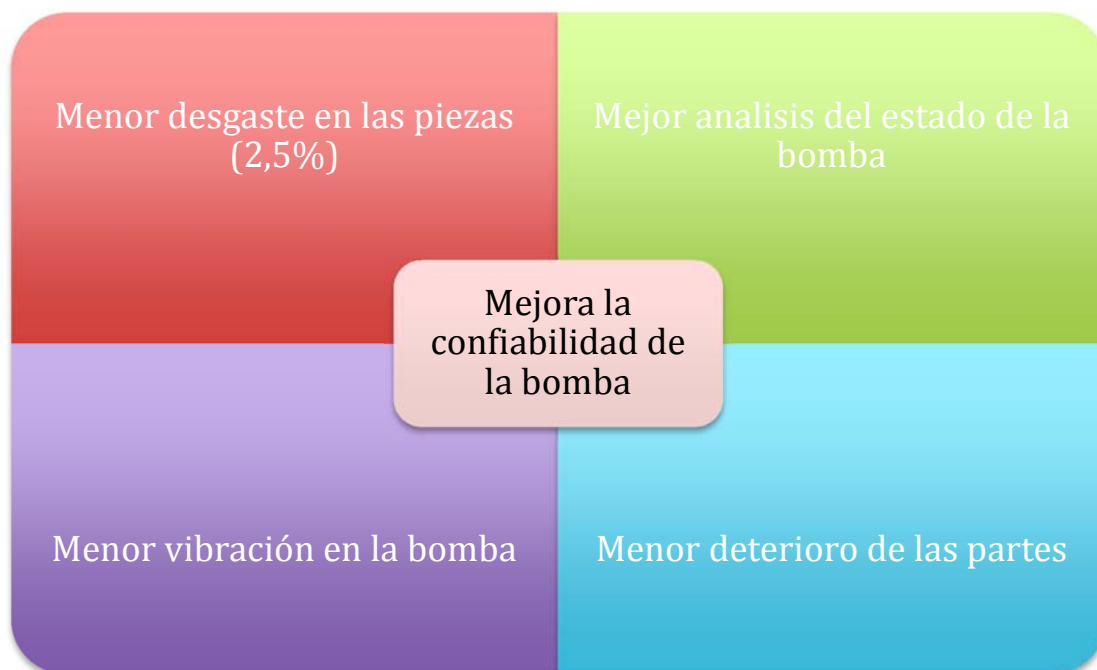 Menor desgaste en las piezas
(2,5%)
Mejor analisis del estado de la
bomba
Mejora la
confiabilidad de
la bomba
Menor vibración en la bomba
Menor deterioro de las partes